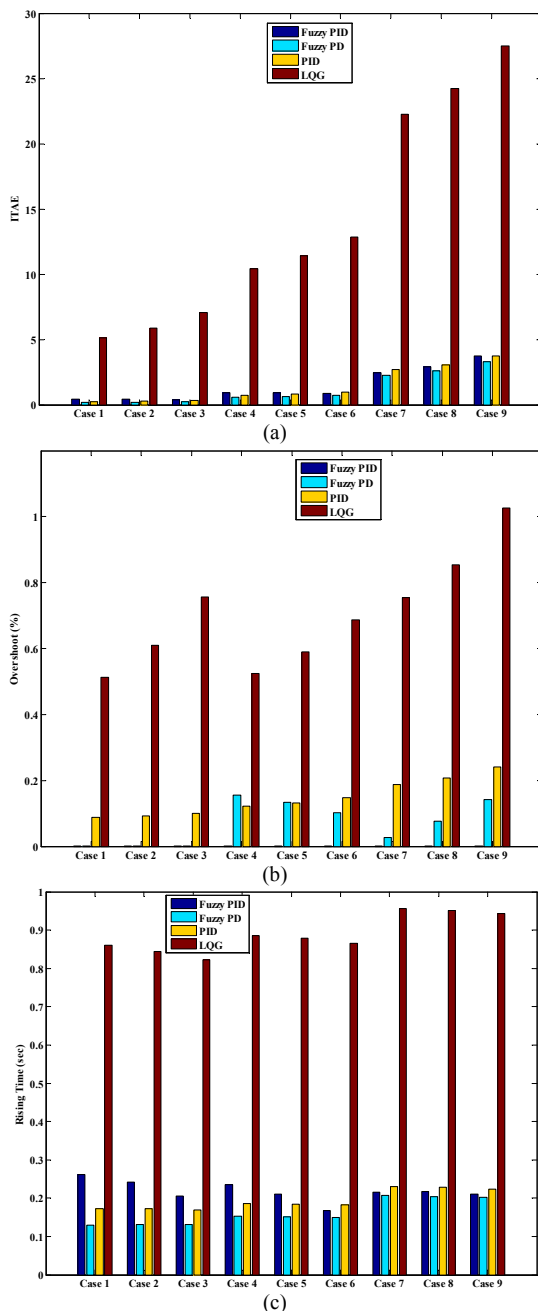 Fuzzy PID
Fuzzy PD
PID
LQG
30
25
20
15
10
5
0
ITAE
Case 1 Case 2 Case 3 Case 4 Case 5 Case 6 Case 7 Case 8 Case 9
(a)
Fuzzy PID
Fuzzy PD
PID
LQG
1
0.8
0.6
0.4
0.2
0
Overshoot (%)
Case 1 Case 2 Case 3 Case 4 Case 5 Case 6 Case 7 Case 8 Case 9
(b)
Fuzzy PID
Fuzzy PD
PID
LQG
1
0.9
0.8
0.7
0.6
0.5
0.4
0.3
0.2
0.1
0
Rising Time (sec)
Case 1 Case 2 Case 3 Case 4 Case 5 Case 6 Case 7 Case 8 Case 9
(c)